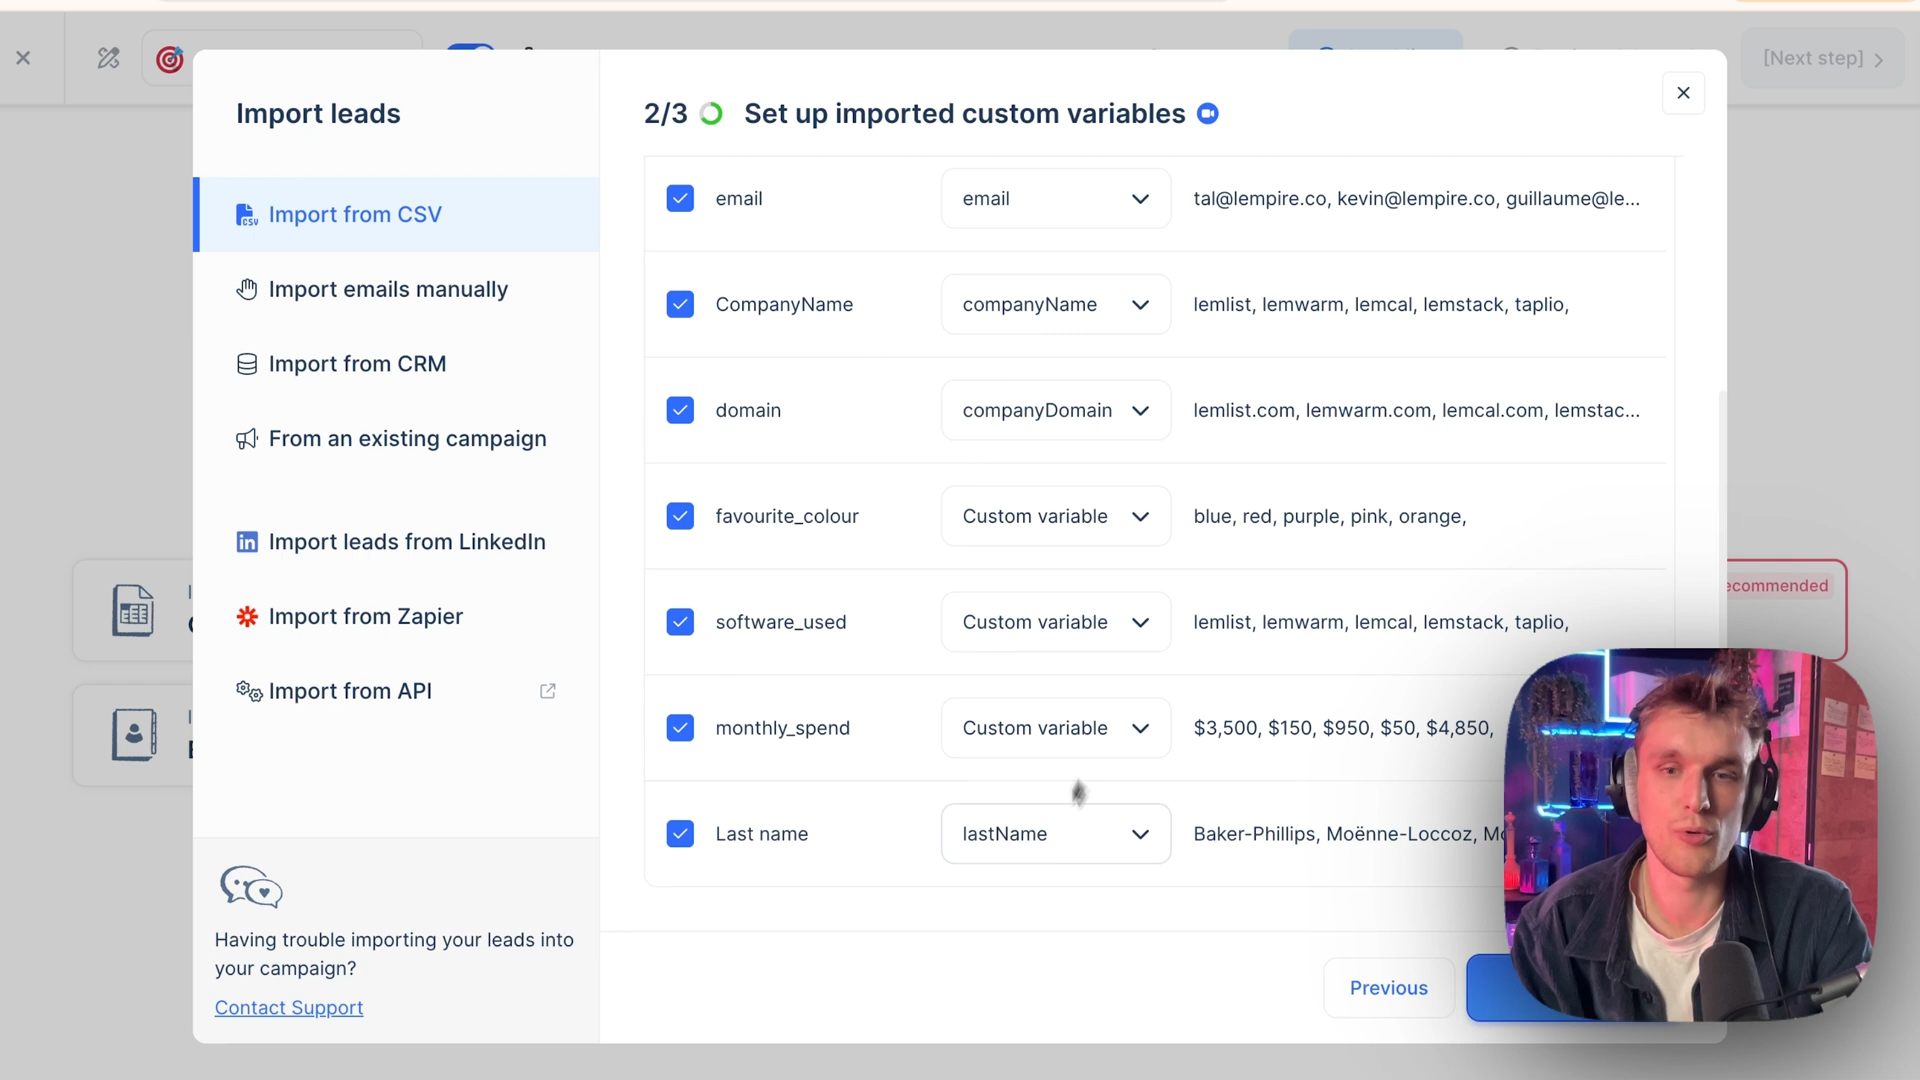 [Next step]
Import leads
Import from CSV
Import emails manually
Import from CRM
From an existing campaign
Import leads from LinkedIn
Import from Zapier
Import from API
Having trouble importing your leads into
your campaign?
Contact Support
2/3 Set up imported custom variables
email email tal@lempire.co, kevin@lempire.co, guillaume@le...
CompanyName companyName lemlist, lemwarm, lemcal, lemstack, taplio,
domain companyDomain lemlist.com, lemwarm.com, lemcal.com, lemstac...
favourite_colour Custom variable blue, red, purple, pink, orange,
software_used Custom variable lemlist, lemwarm, lemcal, lemstack, taplio,
monthly_spend Custom variable $3,500, $150, $950, $50, $4,850,
Last name lastName Baker-Phillips, Moënne-Loccoz,
Previous
ecommended